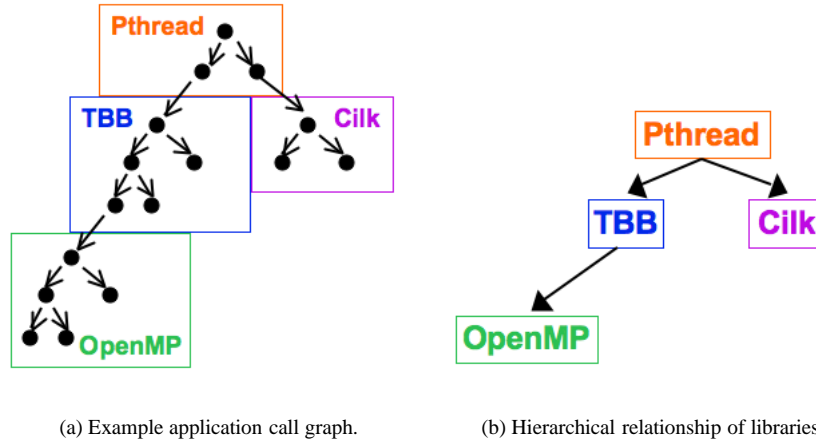 Pthread
TBB
Cilk
OpenMP
Pthread
TBB
Cilk
OpenMP
(a) Example application call graph.
(b) Hierarchical relationship of libraries